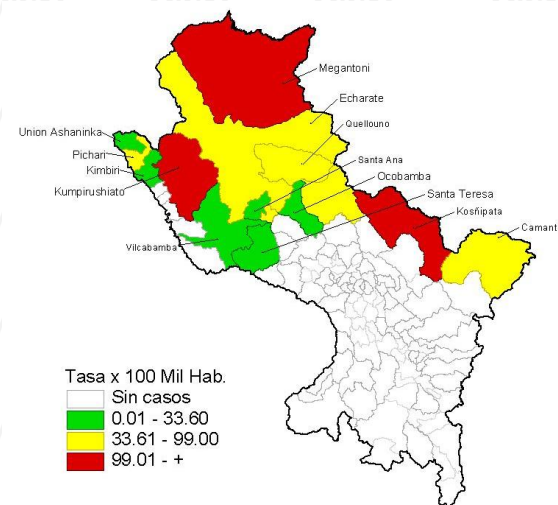 Megantoni
Echarate
Quellouno
Union Ashaninka
Pichari
Santa Ana
Kimbiri
Ocobamba
Kumpirushiato
Santa Teresa
Kosñipata
Camant
Vilcabamba
Tasa x 100 Mil Hab.
Sin casos
0.01 - 33.60
33.61 - 99.00
99.01 - +